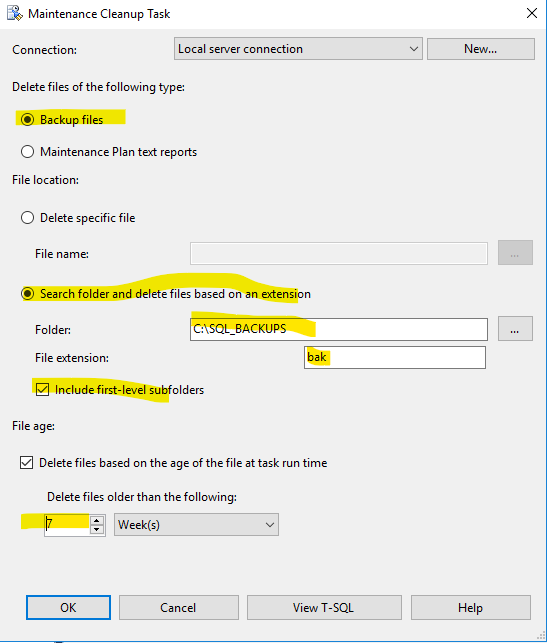 Maintenance Cleanup Task
Connection:
Local server connection
New...
Delete files of the following type:
Backup files
Maintenance Plan text reports
File location:
Delete specific file
File name:
...
Search folder and delete files based on an extension
Folder:
C:\SQL_BACKUPS
...
File extension:
bak
Include first-level subfolders
File age:
Delete files based on the age of the file at task run time
Delete files older than the following:
7
Week(s)
OK
Cancel
View T-SQL
Help